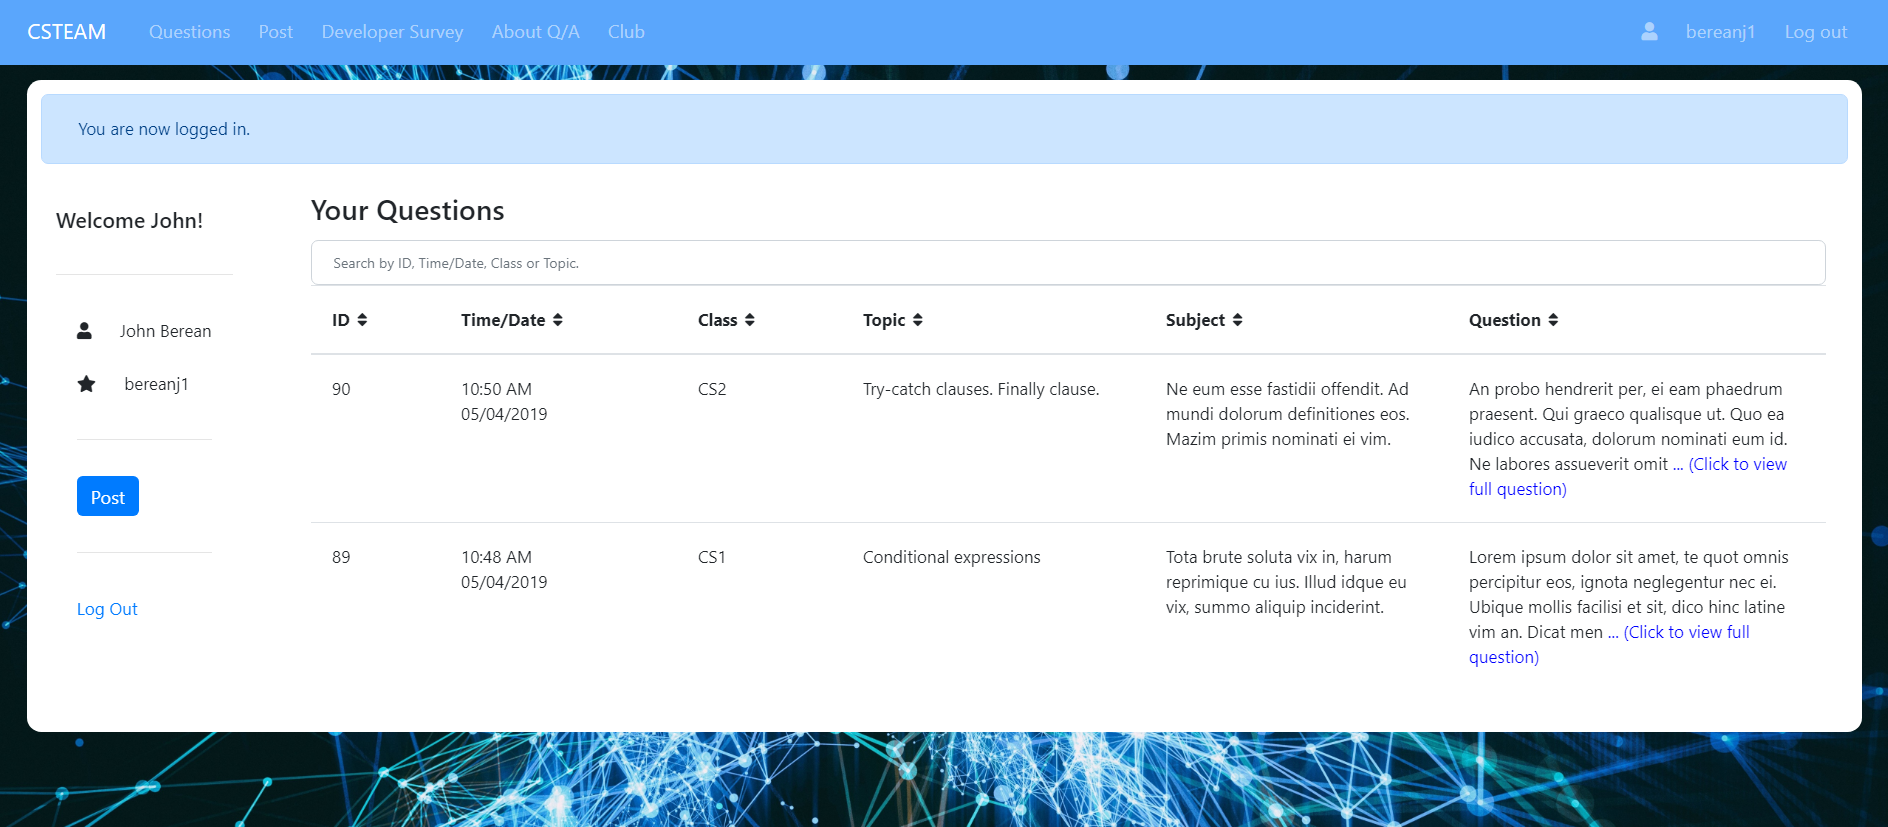 CSTEAM Questions Post Developer Survey About Q/A Club bereanj1 Log out
You are now logged in.
Welcome John!
John Berean
bereanj1
Post
Log Out
Your Questions
Search by ID, Time/Date, Class or Topic.
ID Time/Date Class Topic Subject Question
90
10:50 AM
05/04/2019
CS2
Try-catch clauses. Finally clause.
Ne eum esse fastidii offendit. Ad
mundi dolorum definitiones eos.
Mazim primis nominati ei vim.
An probo hendrerit per, ei eam phaedrum
praesent. Qui graeco qualisque ut. Quo ea
iudico accusata, dolorum nominati eum id.
Ne labores assueverit omit ... (Click to view
full question)
89
10:48 AM
05/04/2019
CS1
Conditional expressions
Tota brute soluta vix in, harum
reprimique cu ius. Illud idque eu
vix, summo aliquip inciderint.
Lorem ipsum dolor sit amet, te quot omnis
percipitur eos, ignota neglegentur nec ei.
Ubique mollis facilisi et sit, dico hinc latine
vim an. Dicat men ... (Click to view full
question)